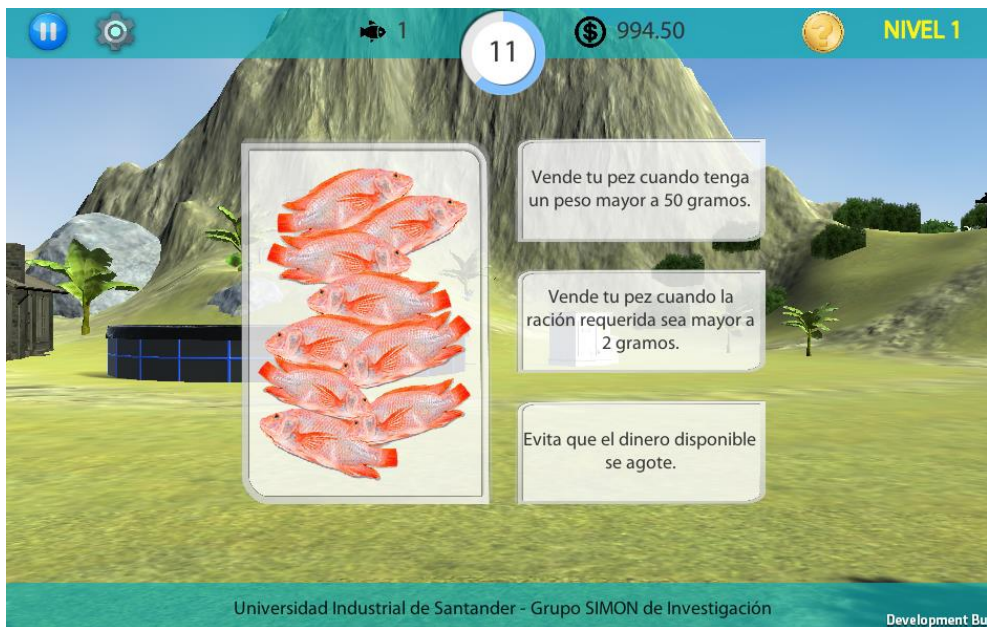 1
11
994.50
NIVEL 1
Vende tu pez cuando tenga
un peso mayor a 50 gramos.
Vende tu pez cuando la
ración requerida sea mayor a
2 gramos.
Evita que el dinero disponible
se agote.
Universidad Industrial de Santander - Grupo SIMON de Investigación
Development Bu